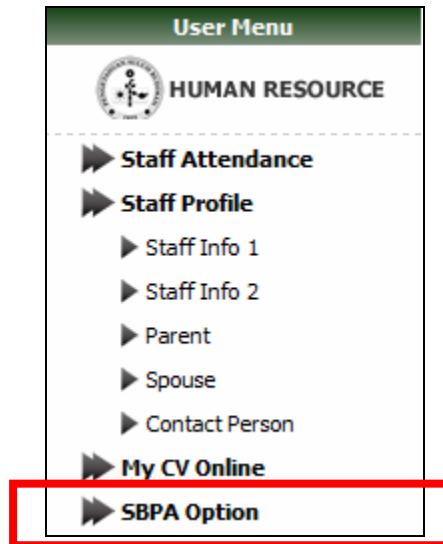 User Menu
HUMAN RESOURCE
Staff Attendance
Staff Profile
Staff Info 1
Staff Info 2
Parent
Spouse
Contact Person
My CV Online
SBPA Option